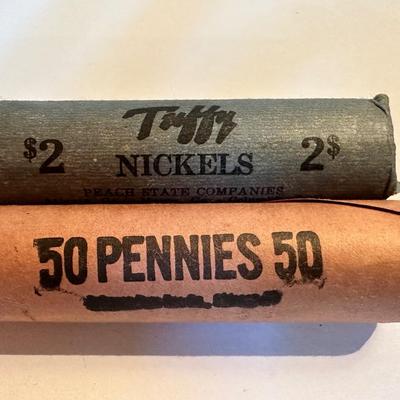 Tuffy
$2 NICKELS 2$
PEACH STATE COMPANIES
50 PENNIES 50